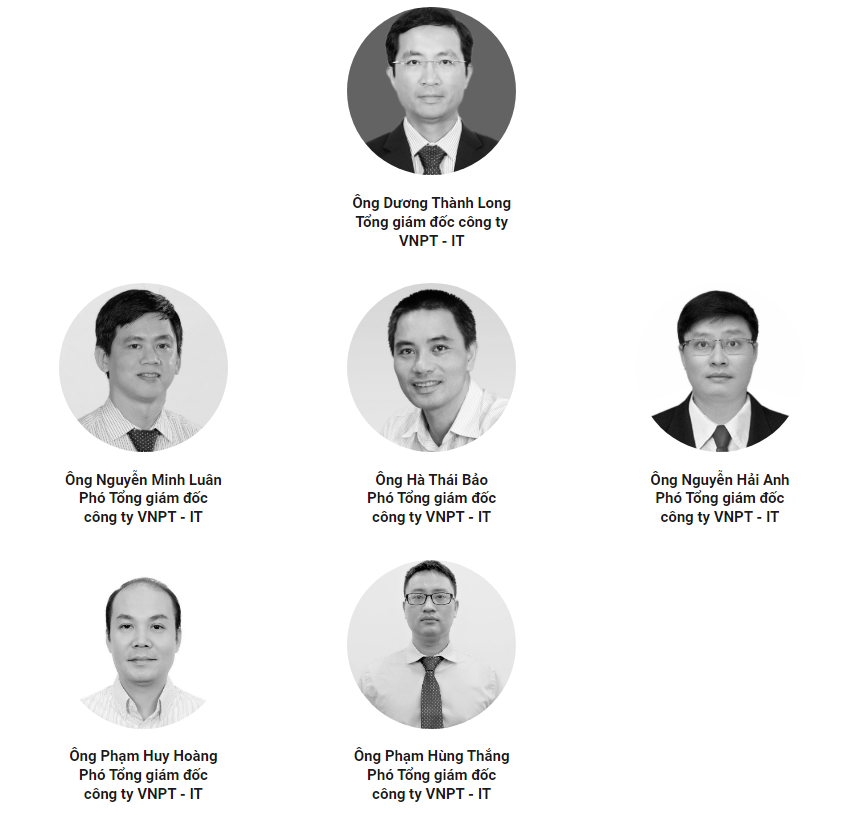 Ông Dương Thành Long
Tổng giám đốc công ty
VNPT - IT
Ông Nguyễn Minh Luân
Phó Tổng giám đốc
công ty VNPT - IT
Ông Hà Thái Bảo
Phó Tổng giám đốc
công ty VNPT - IT
Ông Nguyễn Hải Anh
Phó Tổng giám đốc
công ty VNPT - IT
Ông Phạm Huy Hoàng
Phó Tổng giám đốc
công ty VNPT - IT
Ông Phạm Hùng Thắng
Phó Tổng giám đốc
công ty VNPT - IT